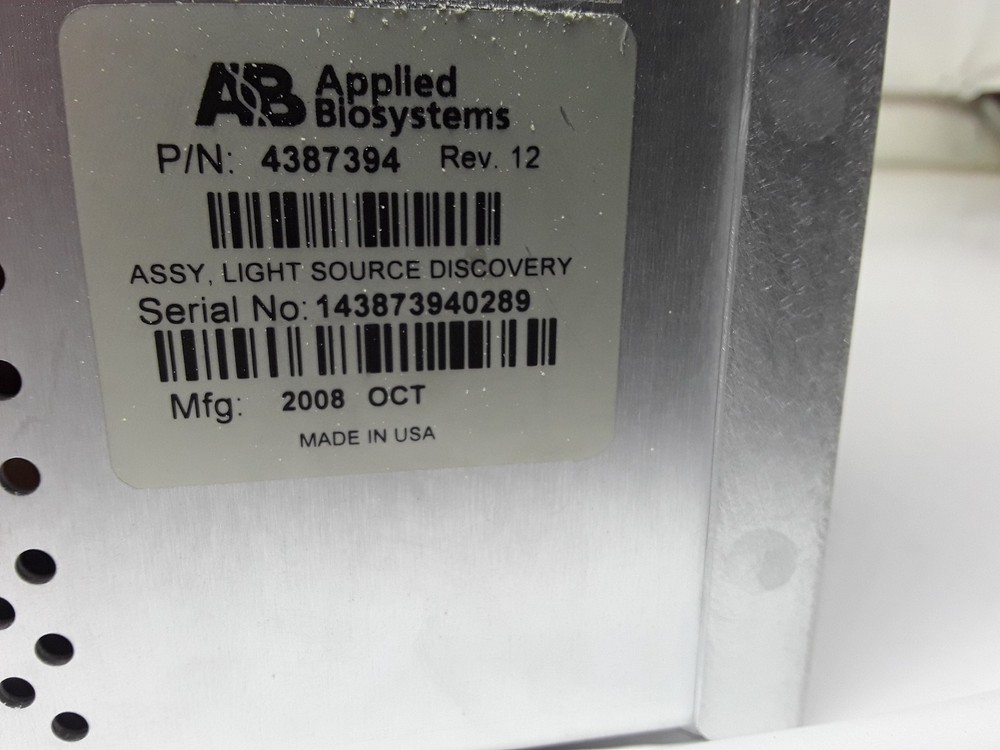 AB Applied
Biosystems
P/N: 4387394 Rev. 12
ASSY, LIGHT SOURCE DISCOVERY
Serial No: 143873940289
Mfg: 2008 OCT
MADE IN USA